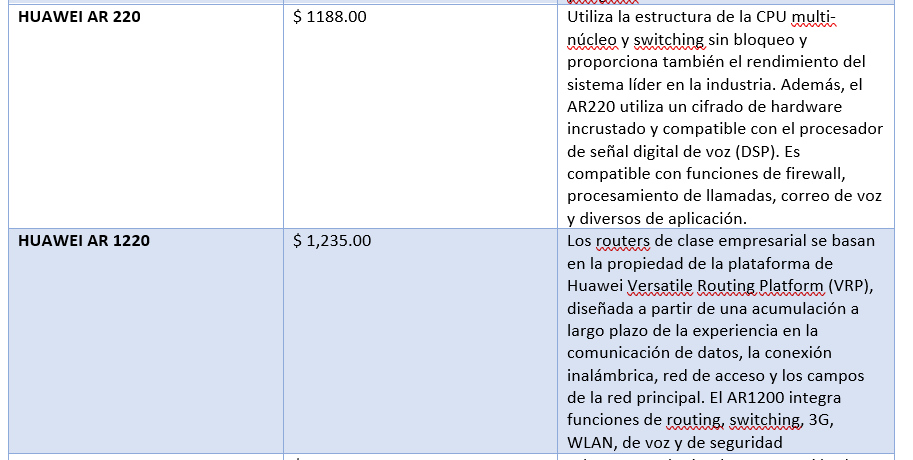 HUAWEI AR 220
$ 1188.00
Utiliza la estructura de la CPU multi-
núcleo y switching sin bloqueo y
proporciona también el rendimiento del
sistema líder en la industria. Además, el
AR220 utiliza un cifrado de hardware
incrustado y compatible con el procesador
de señal digital de voz (DSP). Es
compatible con funciones de firewall,
procesamiento de llamadas, correo de voz
y diversos de aplicación.
HUAWEI AR 1220
$ 1,235.00
Los routers de clase empresarial se basan
en la propiedad de la plataforma de
Huawei Versatile Routing Platform (VRP),
diseñada a partir de una acumulación a
largo plazo de la experiencia en la
comunicación de datos, la conexión
inalámbrica, red de acceso y los campos
de la red principal. El AR1200 integra
funciones de routing, switching, 3G,
WLAN, de voz y de seguridad